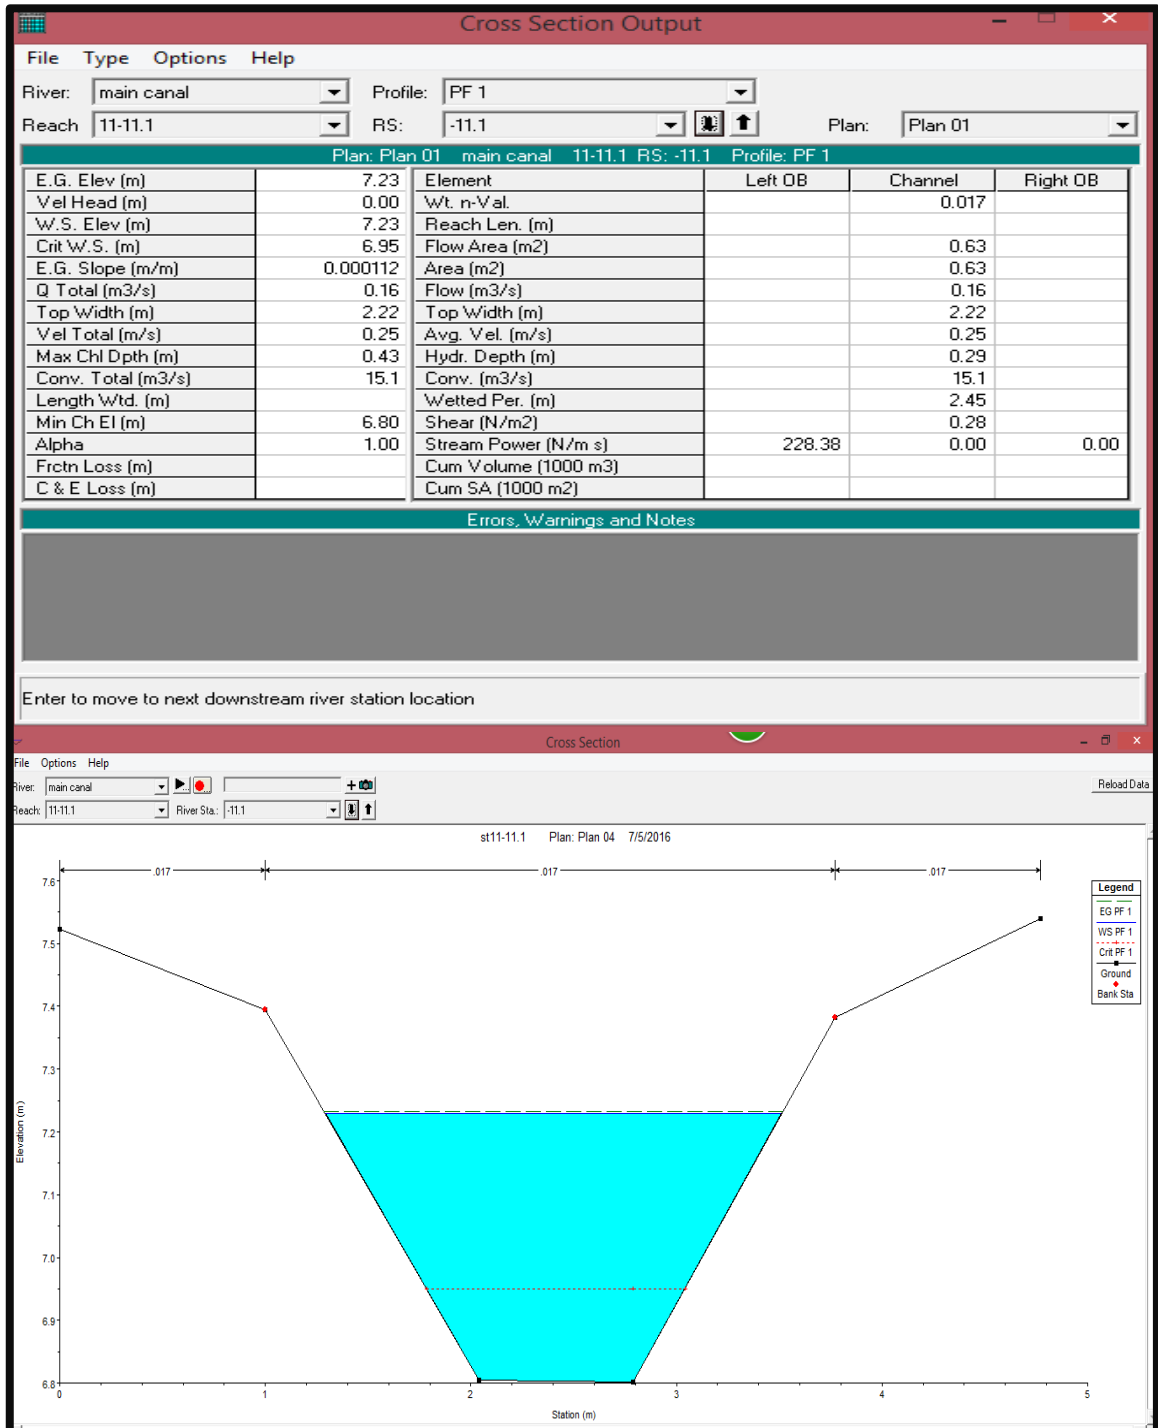 Cross Section Output
File Type Options Help
River: main canal Profile: PF 1
Reach 11-11.1 RS: -11.1 Plan: Plan 01
Plan: Plan 01 main canal 11-11.1 RS: -11.1 Profile: PF 1
E.G. Elev (m) 7.23 Element Left OB Channel Right OB
Vel Head (m) 0.00 Wt. n-Val. 0.017
W.S. Elev (m) 7.23 Reach Len. (m)
Crit W.S. (m) 6.95 Flow Area (m2) 0.63
E.G. Slope (m/m) 0.000112 Area (m2) 0.63
Q Total (m3/s) 0.16 Flow (m3/s) 0.16
Top Width (m) 2.22 Top Width (m) 2.22
Vel Total (m/s) 0.25 Avg. Vel. (m/s) 0.25
Max Chl Dpth (m) 0.43 Hydr. Depth (m) 0.29
Conv. Total (m3/s) 15.1 Conv. (m3/s) 15.1
Length Wtd. (m) Wetted Per. (m) 2.45
Min Ch El (m) 6.80 Shear (N/m2) 0.28
Alpha 1.00 Stream Power (N/m s) 228.38 0.00 0.00
Frctn Loss (m) Cum Volume (1000 m3)
C & E Loss (m) Cum SA (1000 m2)
Errors, Warnings and Notes
Enter to move to next downstream river station location
Cross Section
File Options Help
River: main canal Reload Data
Reach: 11-11.1 River Sta.: -11.1
st11-11.1 Plan: Plan 04 7/5/2016
.017 .017 .017
7.6
7.5
7.4
7.3
7.2
7.1
7.0
6.9
6.8
Elevation (m)
0 1 2 3 4 5
Station (m)
Legend
EG PF 1
WS PF 1
Crit PF 1
Ground
Bank Sta